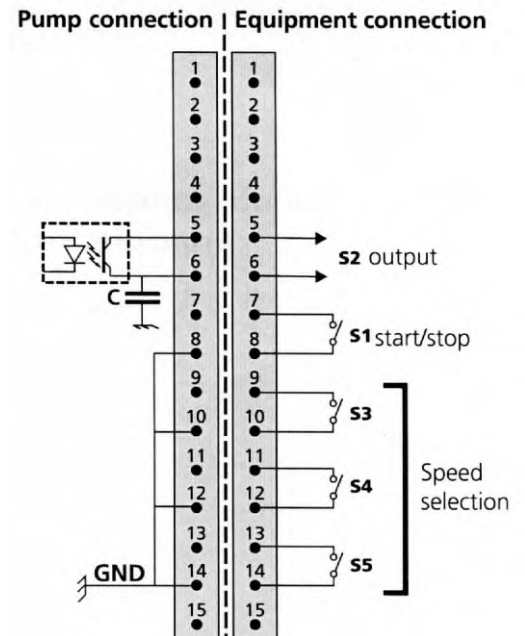 Pump connection | Equipment connection
1 1
2 2
3 3
4 4
5 5
S2 output
6 6
C
7 7
S1 start/stop
8 8
9 9
S3
10 10
11 11
S4
Speed
selection
12 12
13 13
S5
GND
14 14
15 15